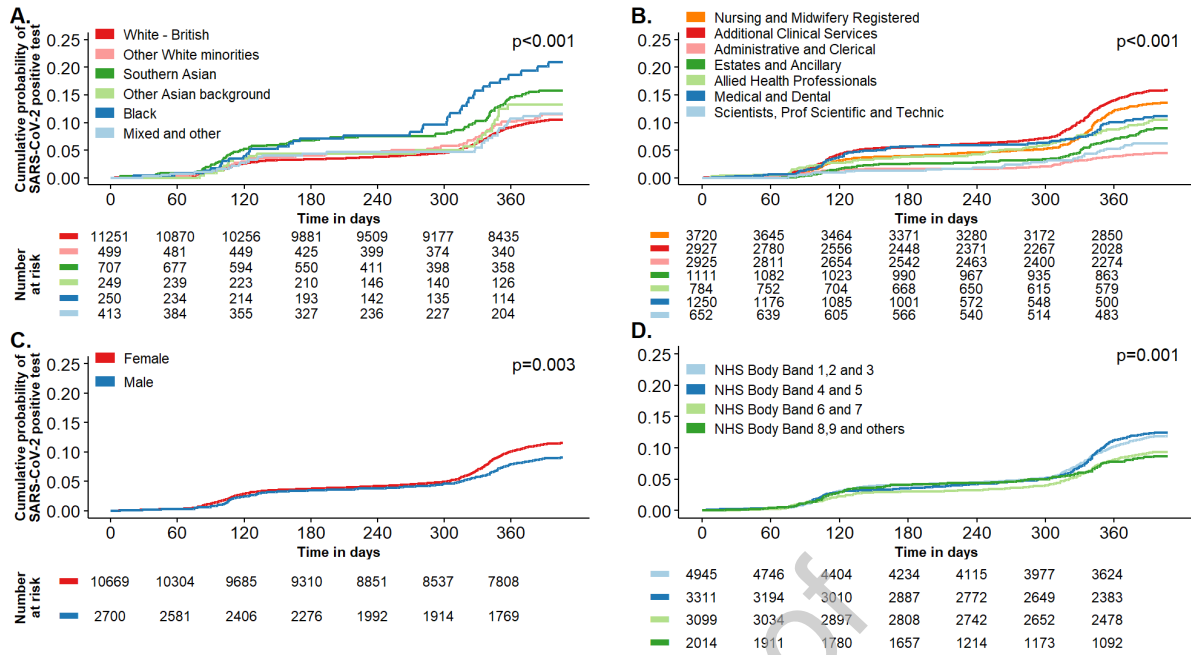 A.
Cumulative probability of
SARS-CoV-2 positive test
0.25
0.20
0.15
0.10
0.05
0.00
White - British
Other White minorities
Southern Asian
Other Asian background
Black
Mixed and other
p<0.001
0 60 120 180 240 300 360
Time in days
Number
at risk
11251 10870 10256 9881 9509 9177 8435
499 481 449 425 399 374 340
707 677 594 550 411 398 358
249 239 223 210 146 140 126
250 234 214 193 142 135 114
413 384 355 327 236 227 204
B.
0.25
0.20
0.15
0.10
0.05
0.00
Nursing and Midwifery Registered
Additional Clinical Services
Administrative and Clerical
Estates and Ancillary
Allied Health Professionals
Medical and Dental
Scientists, Prof Scientific and Technic
p<0.001
0 60 120 180 240 300 360
Time in days
3720 3645 3464 3371 3280 3172 2850
2927 2780 2556 2448 2371 2267 2028
2925 2811 2654 2542 2463 2400 2274
1111 1082 1023 990 967 935 863
784 752 704 668 650 615 579
1250 1176 1085 1001 572 548 500
652 639 605 566 540 514 483
C.
Cumulative probability of
SARS-CoV-2 positive test
0.25
0.20
0.15
0.10
0.05
0.00
Female
Male
p=0.003
0 60 120 180 240 300 360
Time in days
Number
at risk
10669 10304 9685 9310 8851 8537 7808
2700 2581 2406 2276 1992 1914 1769
D.
0.25
0.20
0.15
0.10
0.05
0.00
NHS Body Band 1,2 and 3
NHS Body Band 4 and 5
NHS Body Band 6 and 7
NHS Body Band 8,9 and others
p=0.001
0 60 120 180 240 300 360
Time in days
4945 4746 4404 4234 4115 3977 3624
3311 3194 3010 2887 2772 2649 2383
3099 3034 2897 2808 2742 2652 2478
2014 1911 1780 1657 1214 1173 1092
of